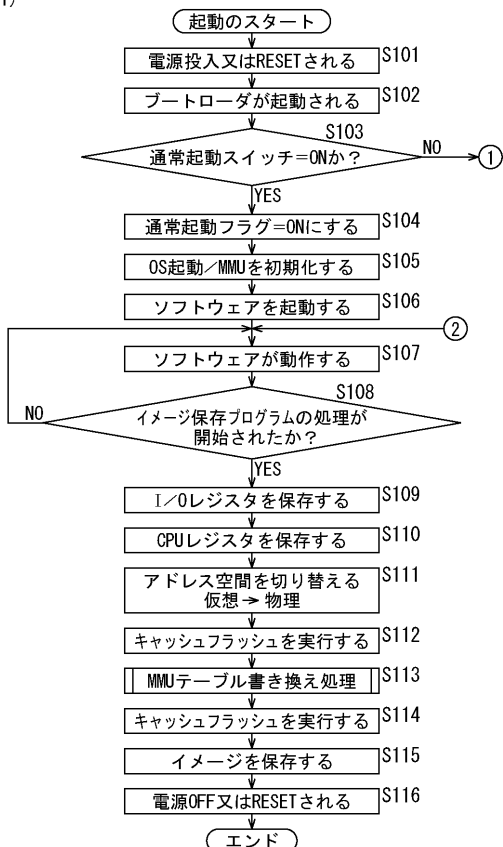 起動のスタート
電源投入又はRESETされる S101
ブートローダが起動される S102
S103
通常起動スイッチ=ONか?
NO
①
YES
通常起動フラグ=ONにする S104
OS起動/MMUを初期化する S105
ソフトウェアを起動する S106
②
ソフトウェアが動作する S107
S108
イメージ保存プログラムの処理が
開始されたか?
NO
YES
I/Oレジスタを保存する S109
CPUレジスタを保存する S110
アドレス空間を切り替える S111
仮想→物理
キャッシュフラッシュを実行する S112
MMUテーブル書き換え処理 S113
キャッシュフラッシュを実行する S114
イメージを保存する S115
電源OFF又はRESETされる S116
エンド